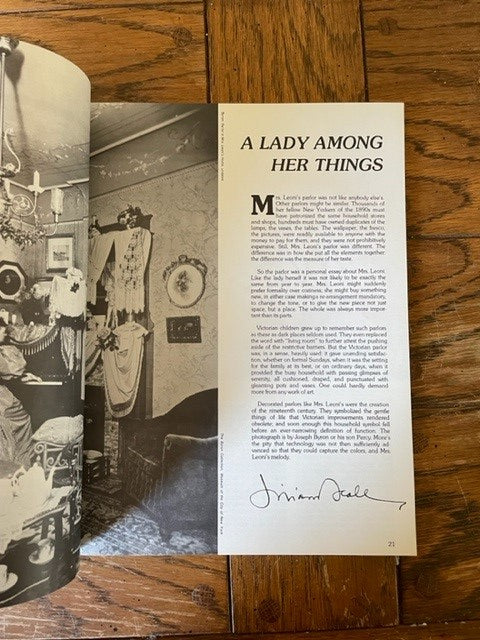 A LADY AMONG
HER THINGS
Mrs. Leoni's parlor was not like anybody else's.
Other parlors might be similar. Thousands of
her fellow New Yorkers of the 1890s must
have patronized the same household stores
and shops, hundreds must have owned duplicates of the
lamps, the vases, the tables. The wallpaper, the fresco,
the pictures, were readily available to anyone with the
money to pay for them, and they were not prohibitively
expensive. Still, Mrs. Leoni's parlor was different. The
difference was in how she put all the elements together:
the difference was the measure of her taste.
So the parlor was a personal essay about Mrs. Leoni.
Like the lady herself it was not likely to be exactly the
same from year to year. Mrs. Leoni might suddenly
prefer formality over cosiness; she might buy something
new, in either case making a re-arrangement mandatory,
to change the tone, or to give the new piece not just
space, but a place. The whole was always more impor-
tant than its parts.
Victorian children grew up to remember such parlors
as these as dark places seldom used. They even replaced
the word with "living room" to further attest the pushing
aside of the restrictive barriers. But the Victorian parlor
was, in a sense, heavily used: it gave unending satisfac-
tion, whether on formal Sundays, when it was the setting
for the family at its best, or on ordinary days, when it
provided the busy household with passing glimpses of
serenity, all cushioned, draped, and punctuated with
gleaming pots and vases. One could hardly demand
more from any work of art.
Decorated parlors like Mrs. Leoni's were the creation
of the nineteenth century. They symbolized the gentle
things of life that Victorian improvements rendered
obsolete, and soon enough this household symbol fell
before an ever-narrowing definition of function. The
photograph is by Joseph Byron or his son Percy. More's
the pity that technology was not then sufficiently ad-
vanced so that they could capture the colors, and Mrs.
Leoni's melody.
21
The Byron Collection, Museum of the City of New York